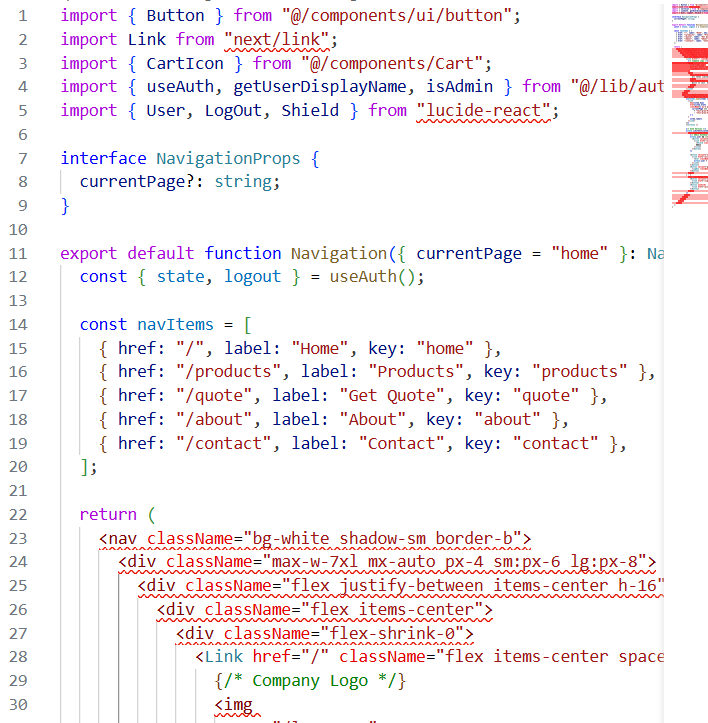 1 import { Button } from "@/components/ui/button";
2 import Link from "next/link";
3 import { CartIcon } from "@/components/Cart";
4 import { useAuth, getUserDisplayName, isAdmin } from "@/lib/aut
5 import { User, LogOut, Shield } from "lucide-react";
6
7 interface NavigationProps {
8 currentPage?: string;
9 }
10
11 export default function Navigation({ currentPage = "home" }: Na
12 const { state, logout } = useAuth();
13
14 const navItems = [
15 { href: "/", label: "Home", key: "home" },
16 { href: "/products", label: "Products", key: "products" },
17 { href: "/quote", label: "Get Quote", key: "quote" },
18 { href: "/about", label: "About", key: "about" },
19 { href: "/contact", label: "Contact", key: "contact" },
20 ];
21
22 return (
23 <nav className="bg-white shadow-sm border-b">
24 <div className="max-w-7xl mx-auto px-4 sm:px-6 lg:px-8">
25 <div className="flex justify-between items-center h-16"
26 <div className="flex items-center">
27 <div className="flex-shrink-0">
28 <Link href="/" className="flex items-center space
29 {/* Company Logo */}
30 <img